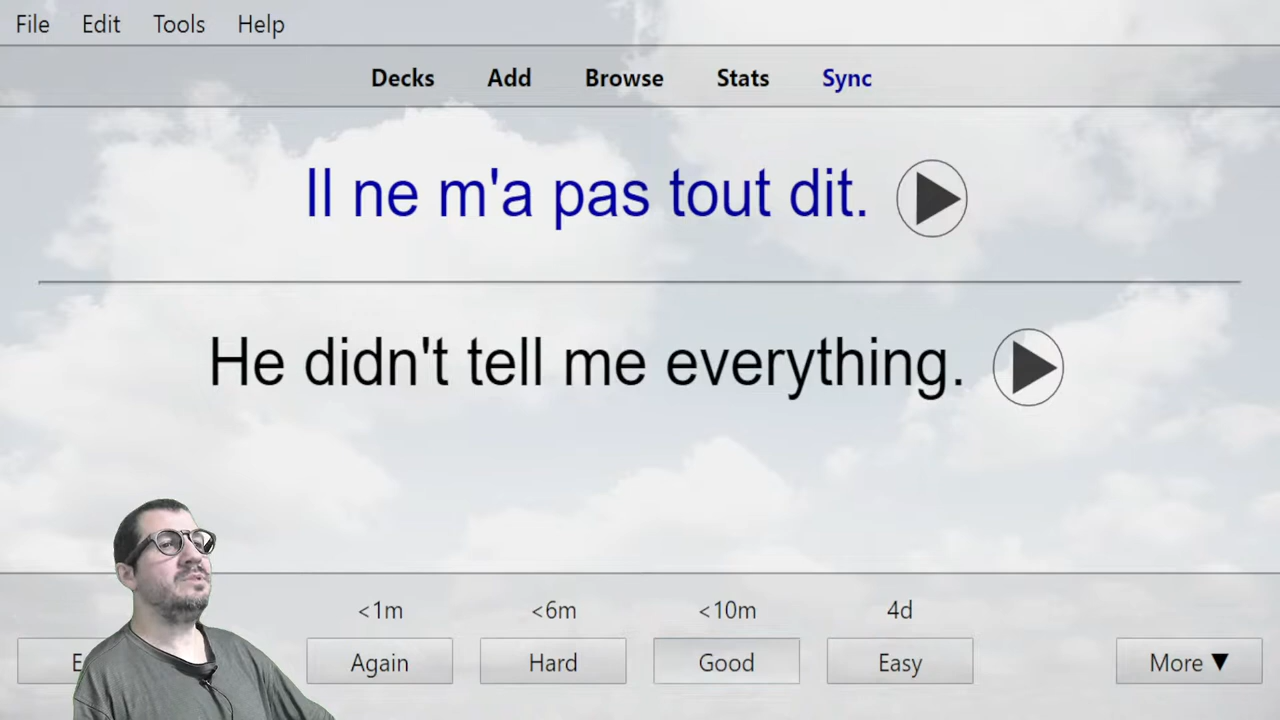 File Edit Tools Help
Decks Add Browse Stats Sync
Il ne m'a pas tout dit.
He didn't tell me everything.
<1m <6m <10m 4d
Again Hard Good Easy More ▼